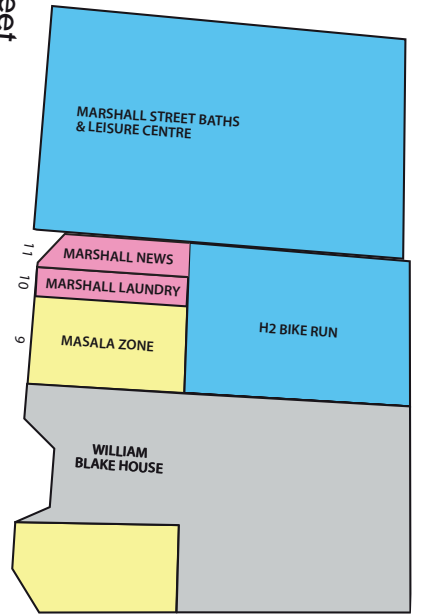 eet
MARSHALL STREET BATHS
& LEISURE CENTRE
11
MARSHALL NEWS
10
MARSHALL LAUNDRY
9
MASALA ZONE
H2 BIKE RUN
WILLIAM
BLAKE HOUSE